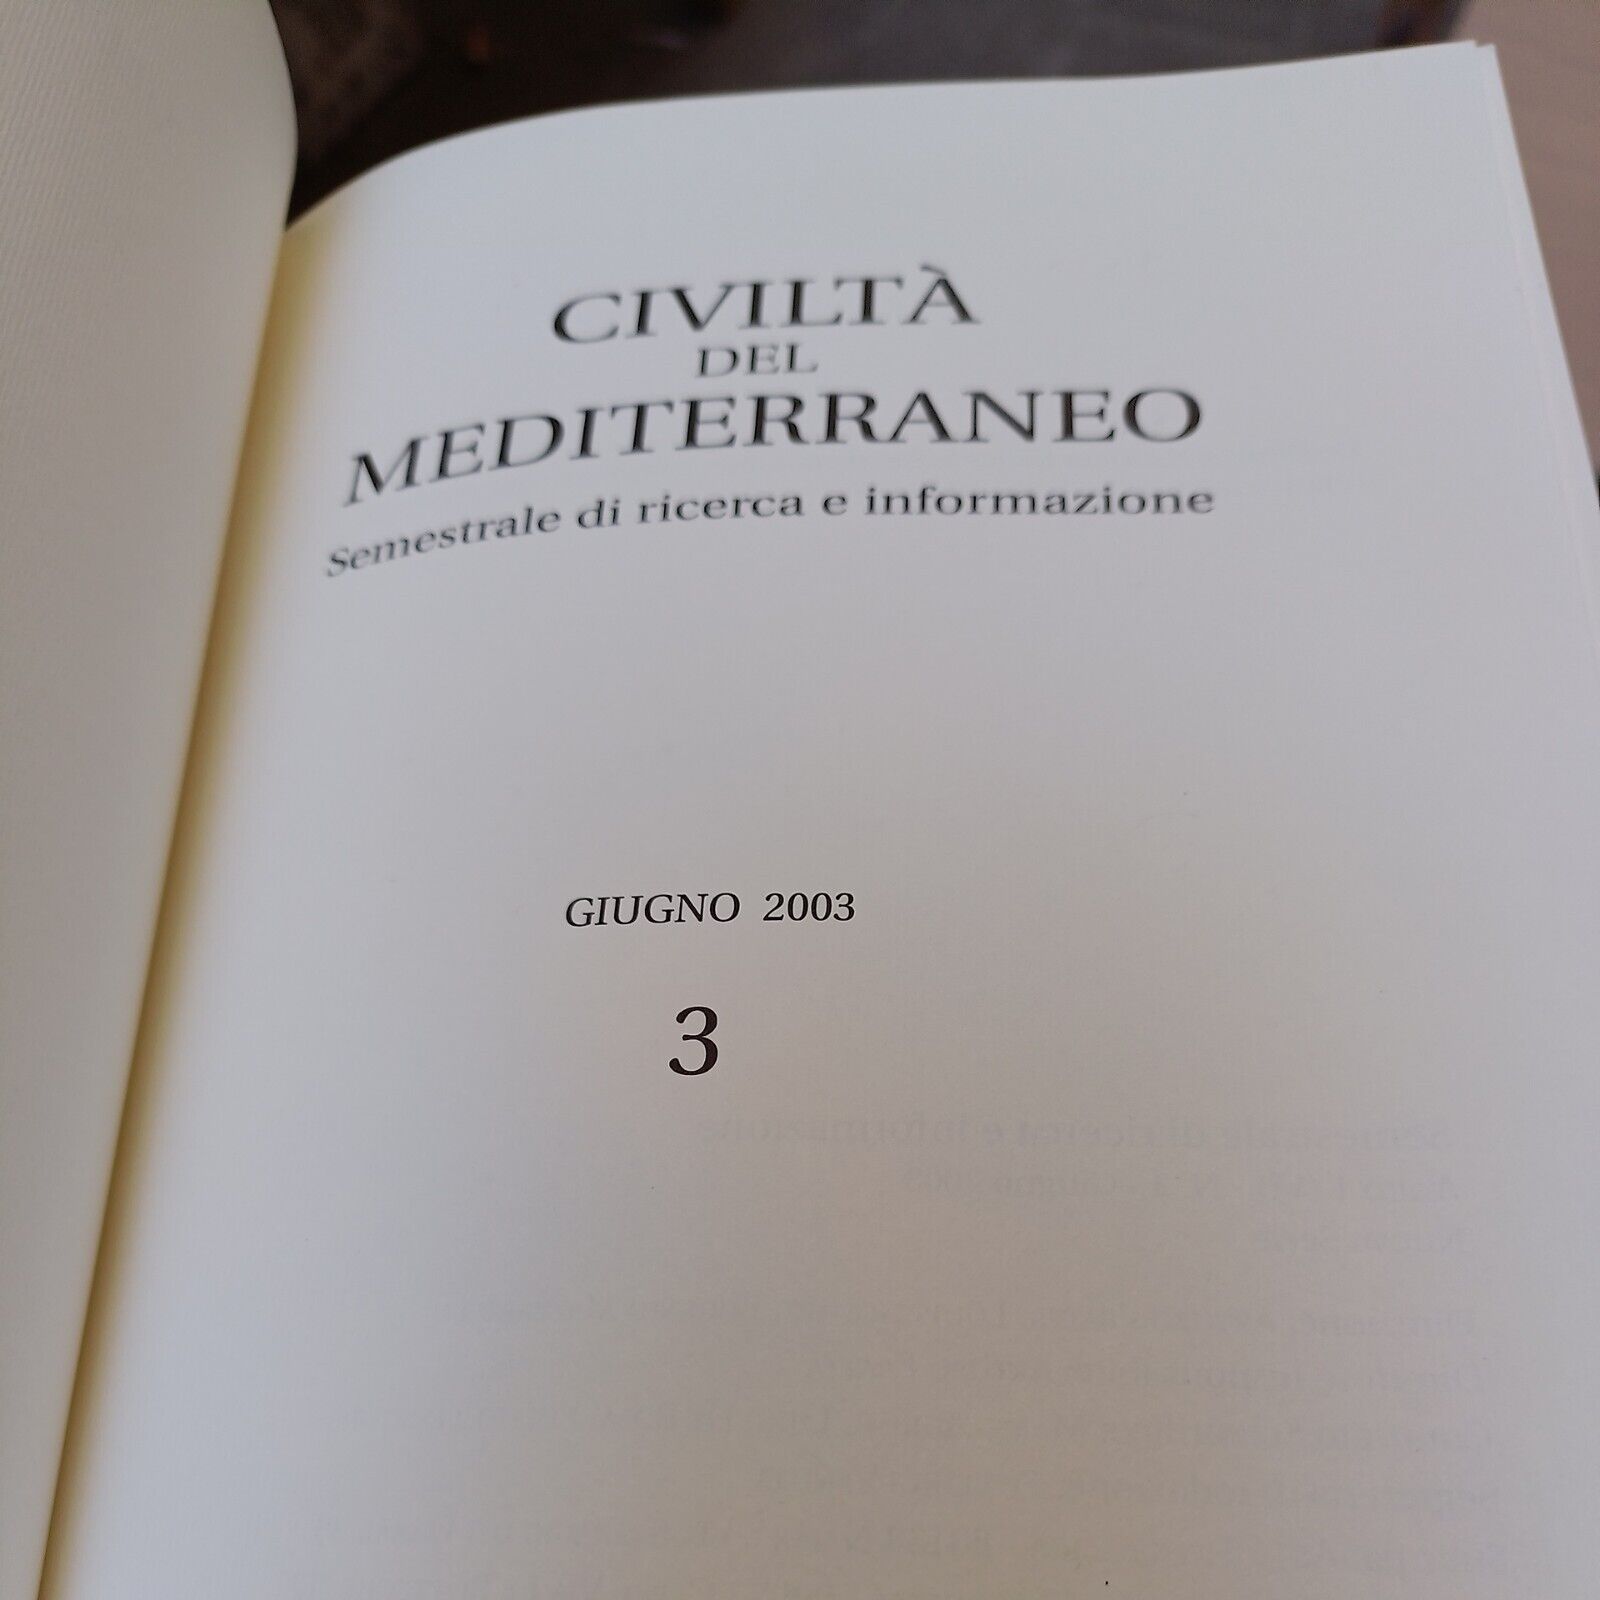 CIVILTÀ
DEL
MEDITERRANEO
Semestrale di ricerca e informazione
GIUGNO 2003
3